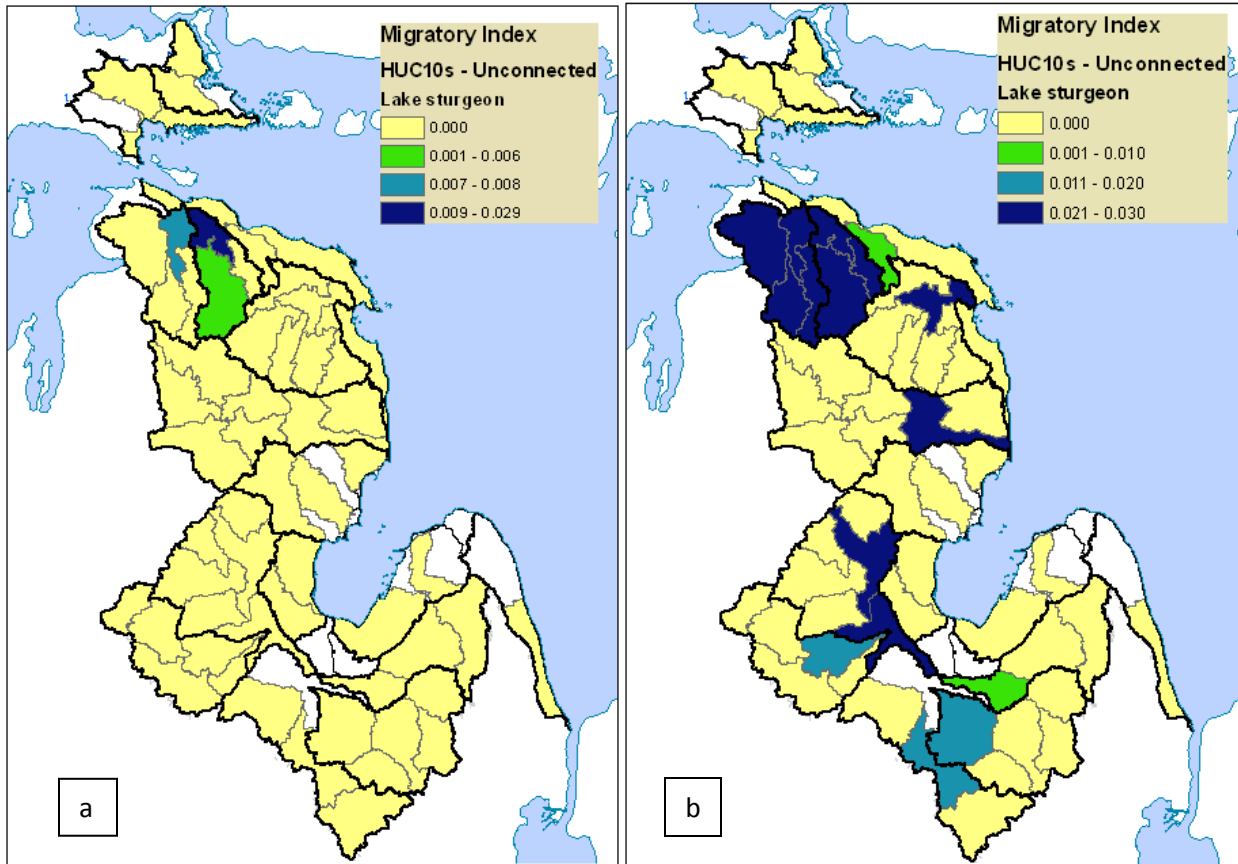 Migratory Index
HUC10s - Unconnected
Lake sturgeon
0.000
0.001 - 0.006
0.007 - 0.008
0.009 - 0.029
1
a
Migratory Index
HUC10s - Unconnected
Lake sturgeon
0.000
0.001 - 0.010
0.011 - 0.020
0.021 - 0.030
b